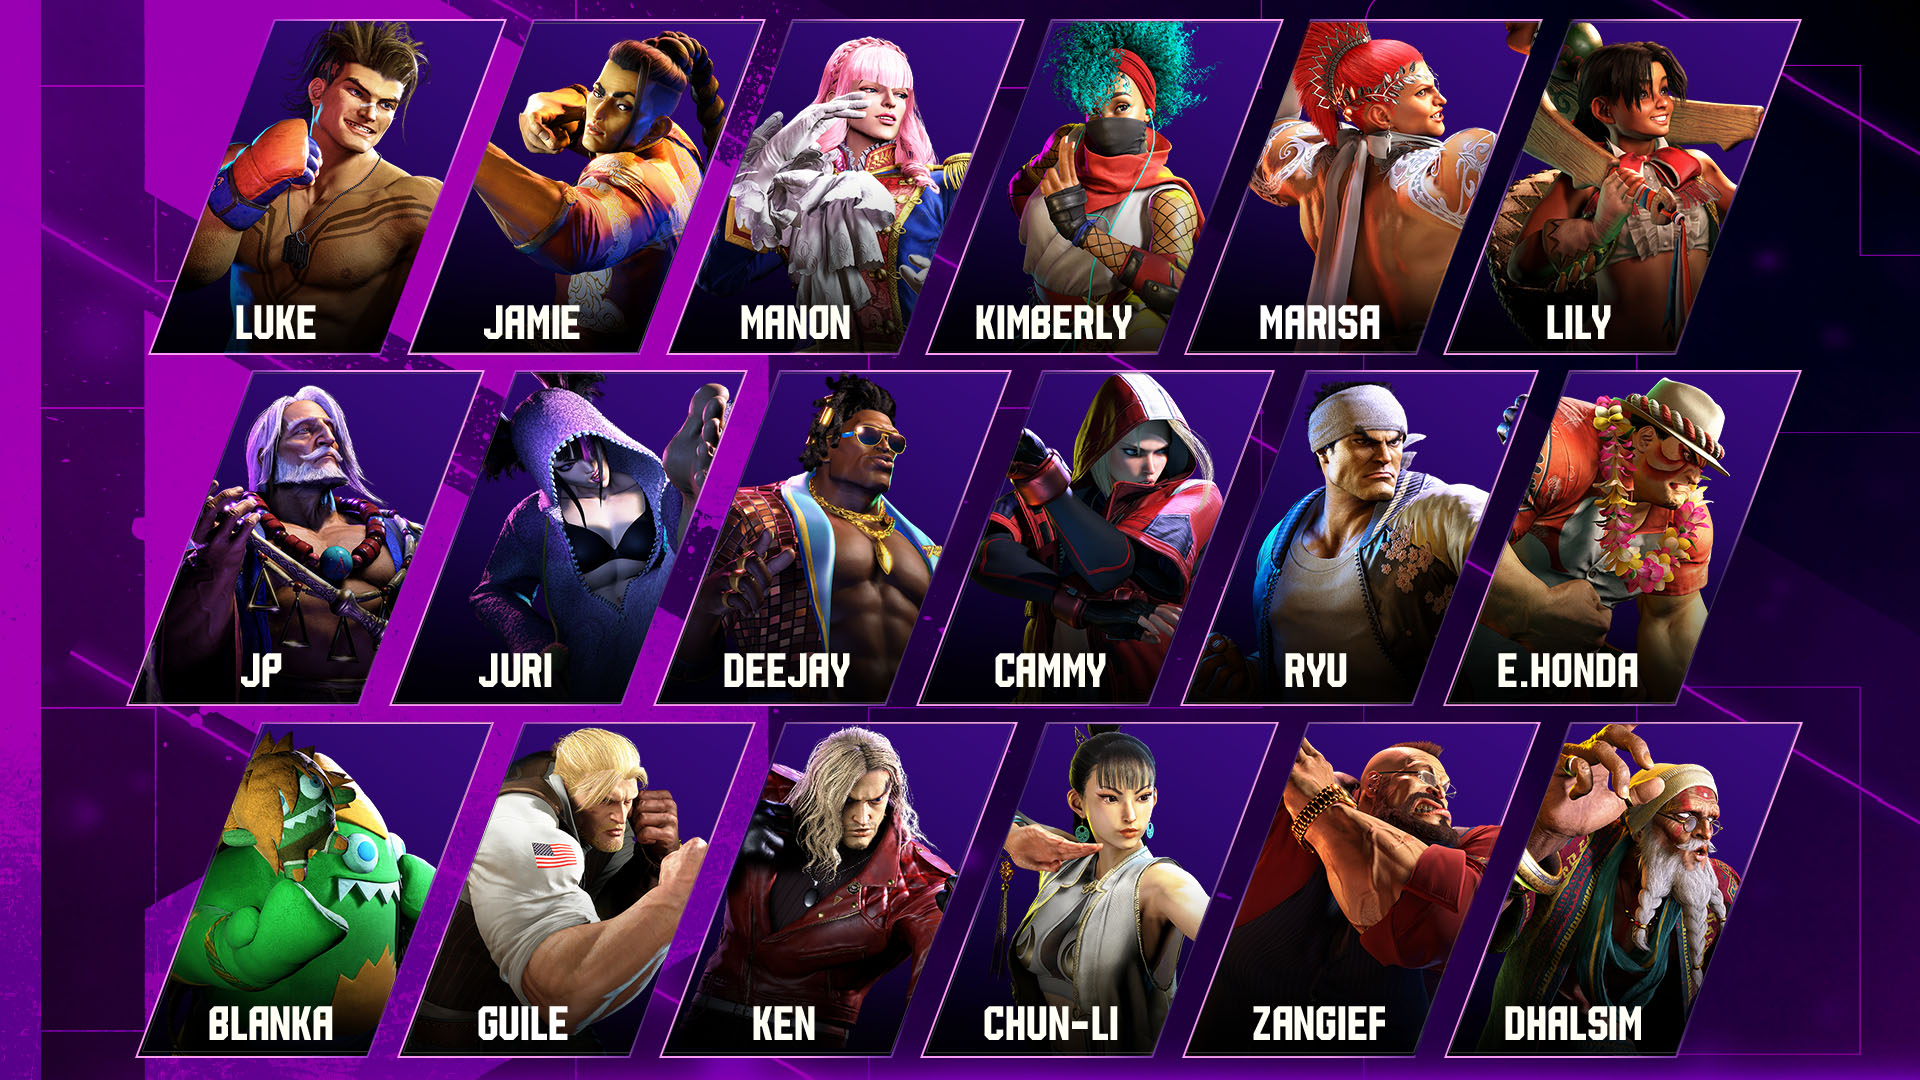 LUKE
JAMIE
MANON
KIMBERLY
MARISA
LILY
JP
JURI
DEEJAY
CAMMY
RYU
E.HONDA
BLANKA
GUILE
KEN
CHUN-LI
ZANGIEF
DHALSIM